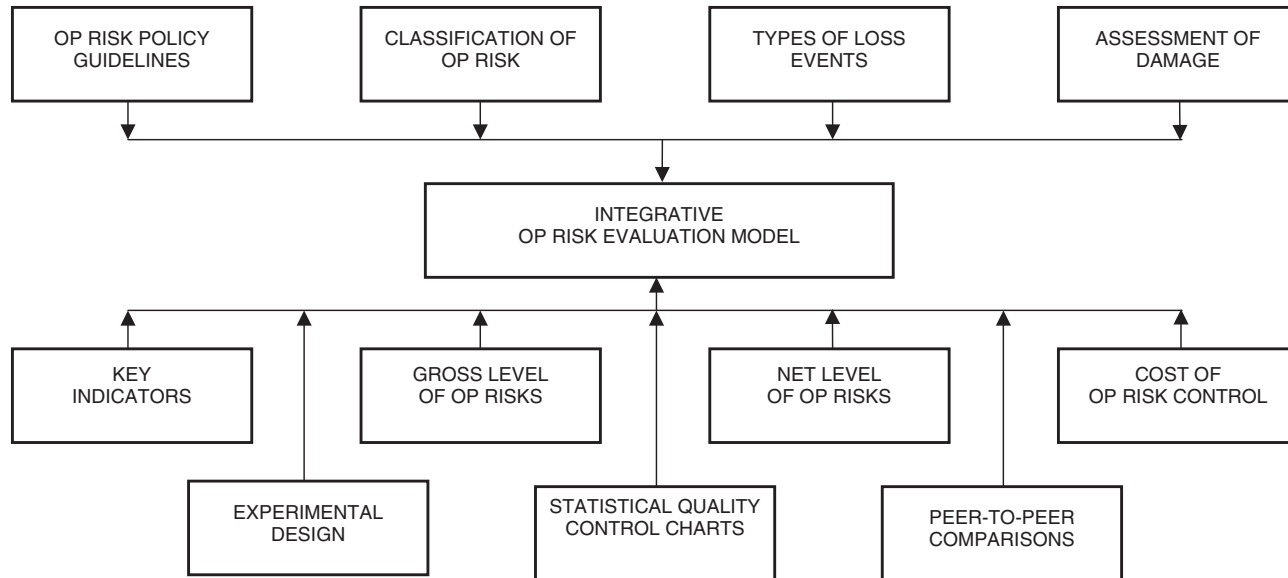 OP RISK POLICY
GUIDELINES
CLASSIFICATION OF
OP RISK
TYPES OF LOSS
EVENTS
ASSESSMENT OF
DAMAGE
INTEGRATIVE
OP RISK EVALUATION MODEL
KEY
INDICATORS
GROSS LEVEL
OF OP RISKS
NET LEVEL
OF OP RISKS
COST OF
OP RISK CONTROL
EXPERIMENTAL
DESIGN
STATISTICAL QUALITY
CONTROL CHARTS
PEER-TO-PEER
COMPARISONS